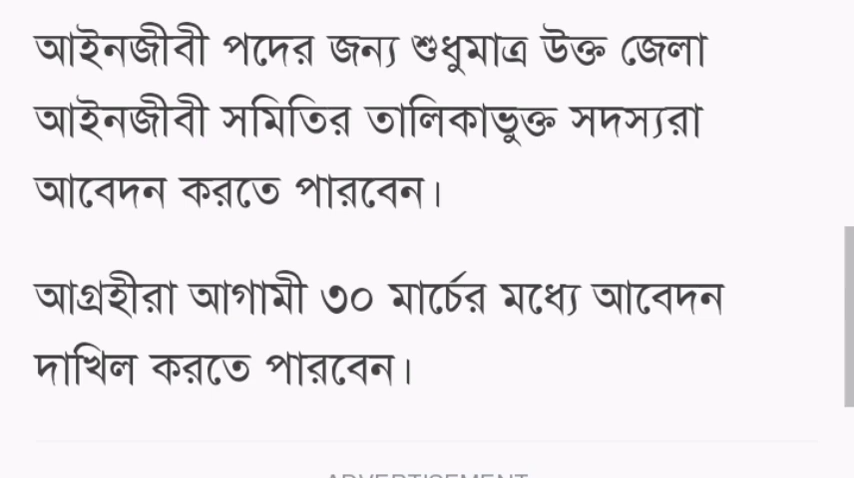 আইনজীবী পদের জন্য শুধুমাত্র উক্ত জেলা
আইনজীবী সমিতির তালিকাভুক্ত সদস্যরা
আবেদন করতে পারবেন।
আগ্রহীরা আগামী ৩০ মার্চের মধ্যে আবেদন
দাখিল করতে পারবেন।
ADVERTISEMENT